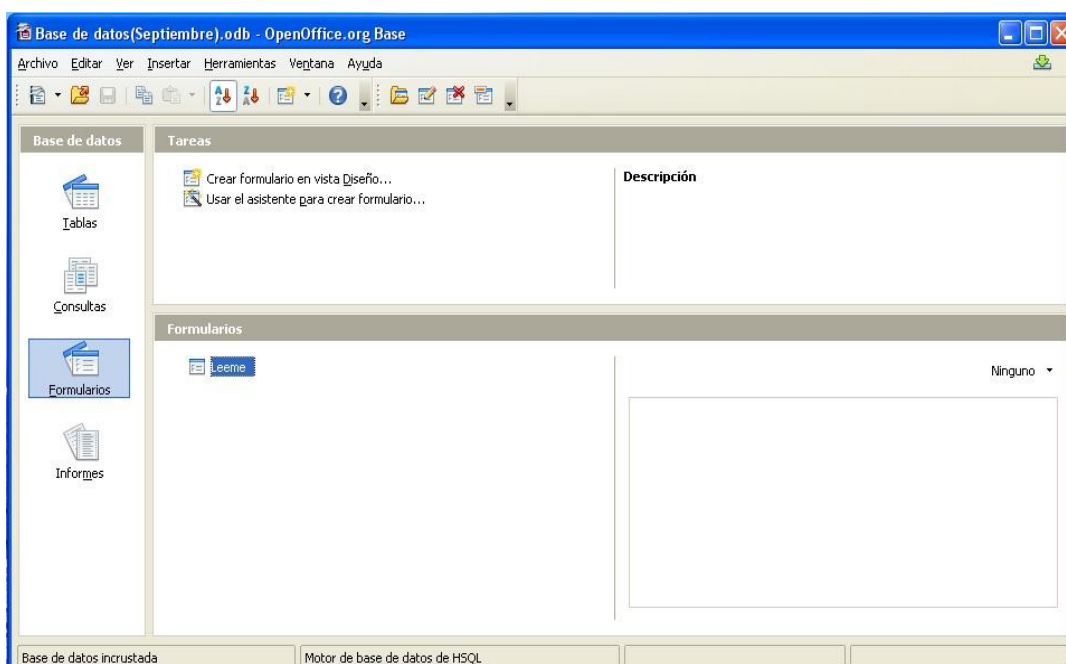 Base de datos(Septiembre).odb - OpenOffice.org Base
Archivo Editar Ver Insertar Herramientas Ventana Ayuda
Base de datos
Tareas
Crear formulario en vista Diseño...
Usar el asistente para crear formulario...
Descripción
Tablas
Consultas
Formularios
Informes
Formularios
Leeme
Ninguno
Base de datos incrustada
Motor de base de datos de HSQL